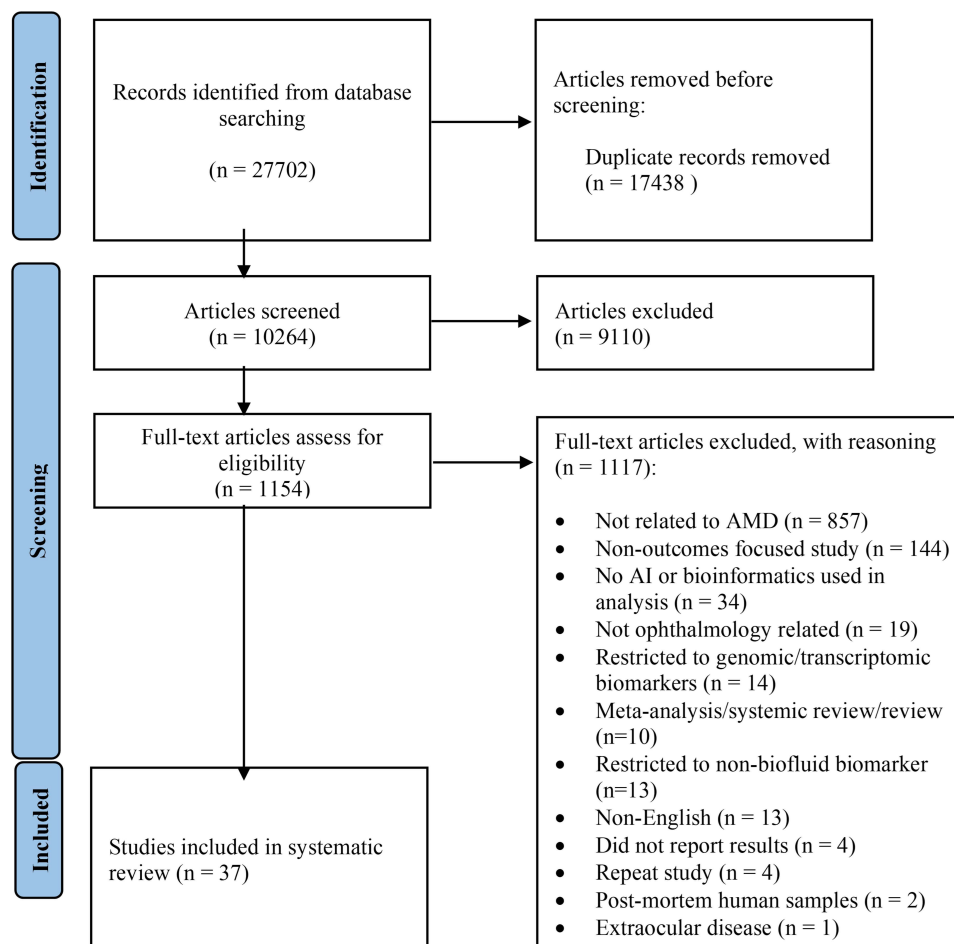 Identification
Records identified from database
searching
(n = 27702)
Articles removed before
screening:
Duplicate records removed
(n = 17438 )
Screening
Articles screened
(n = 10264)
Articles excluded
(n = 9110)
Full-text articles assess for
eligibility
(n = 1154)
Full-text articles excluded, with reasoning
(n = 1117):
• Not related to AMD (n = 857)
• Non-outcomes focused study (n = 144)
• No AI or bioinformatics used in
analysis (n = 34)
• Not ophthalmology related (n = 19)
• Restricted to genomic/transcriptomic
biomarkers (n = 14)
• Meta-analysis/systemic review/review
(n=10)
• Restricted to non-biofluid biomarker
(n=13)
• Non-English (n = 13)
• Did not report results (n = 4)
• Repeat study (n = 4)
• Post-mortem human samples (n = 2)
• Extraocular disease (n = 1)
Included
Studies included in systematic
review (n = 37)